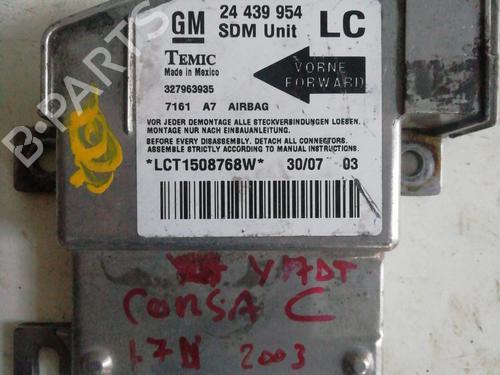 GM 24 439 954 LC
SDM Unit
TEMIC
Made in Mexico
VORNE
FORWARD
327963935
7161 A7 AIRBAG
VOR JEDER DEMONTAGE ALLE STECKVERBINDUNGEN LOESEN.
MONTAGE NUR NACH EINBAUANLEITUNG.
BEFORE EVERY DISASSEMBLY, DETACH ALL CONNECTORS.
ASSEMBLE STRICTLY ACCORDING TO MANUAL INSTRUCTIONS.
*LCT1508768W* 30/07 03
Y17DT
CORSA C
1.7 2003
B-PARTS